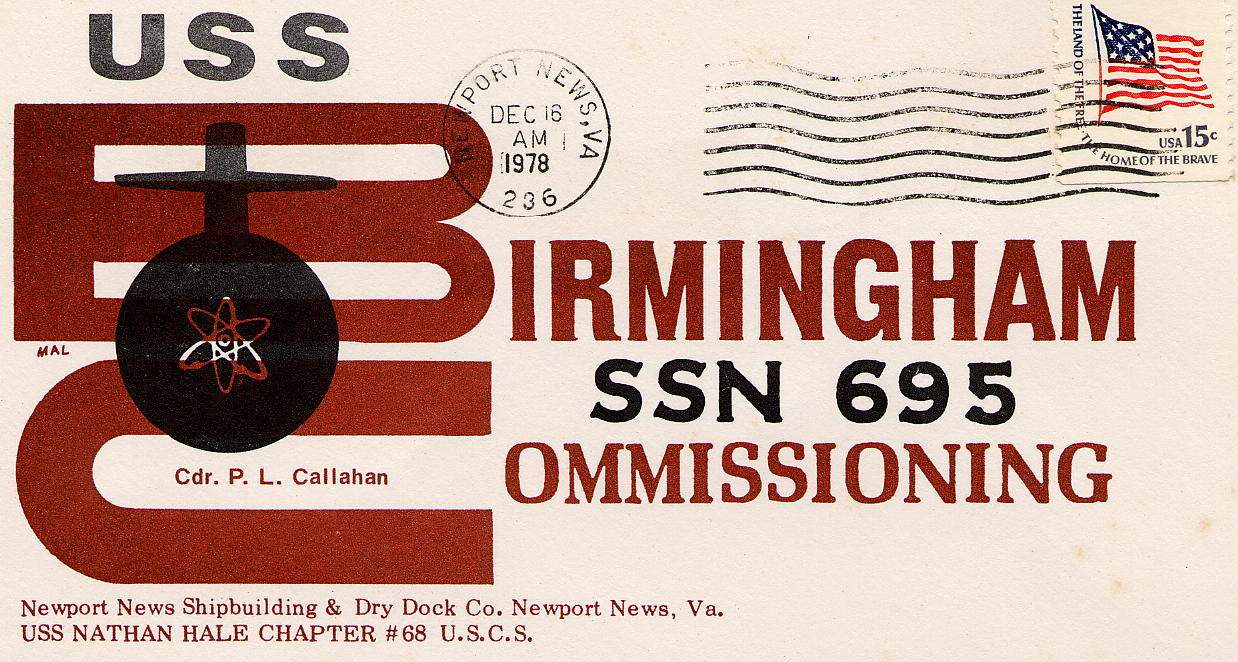 USS
BIRMINGHAM
SSN 695
COMMISSIONING
MAL
Cdr. P. L. Callahan
Newport News Shipbuilding & Dry Dock Co. Newport News, Va.
USS NATHAN HALE CHAPTER #68 U.S.C.S.
NEWPORT NEWS, VA
DEC 16
AM
1978
236
THE LAND OF THE FREE · THE HOME OF THE BRAVE
USA 15c